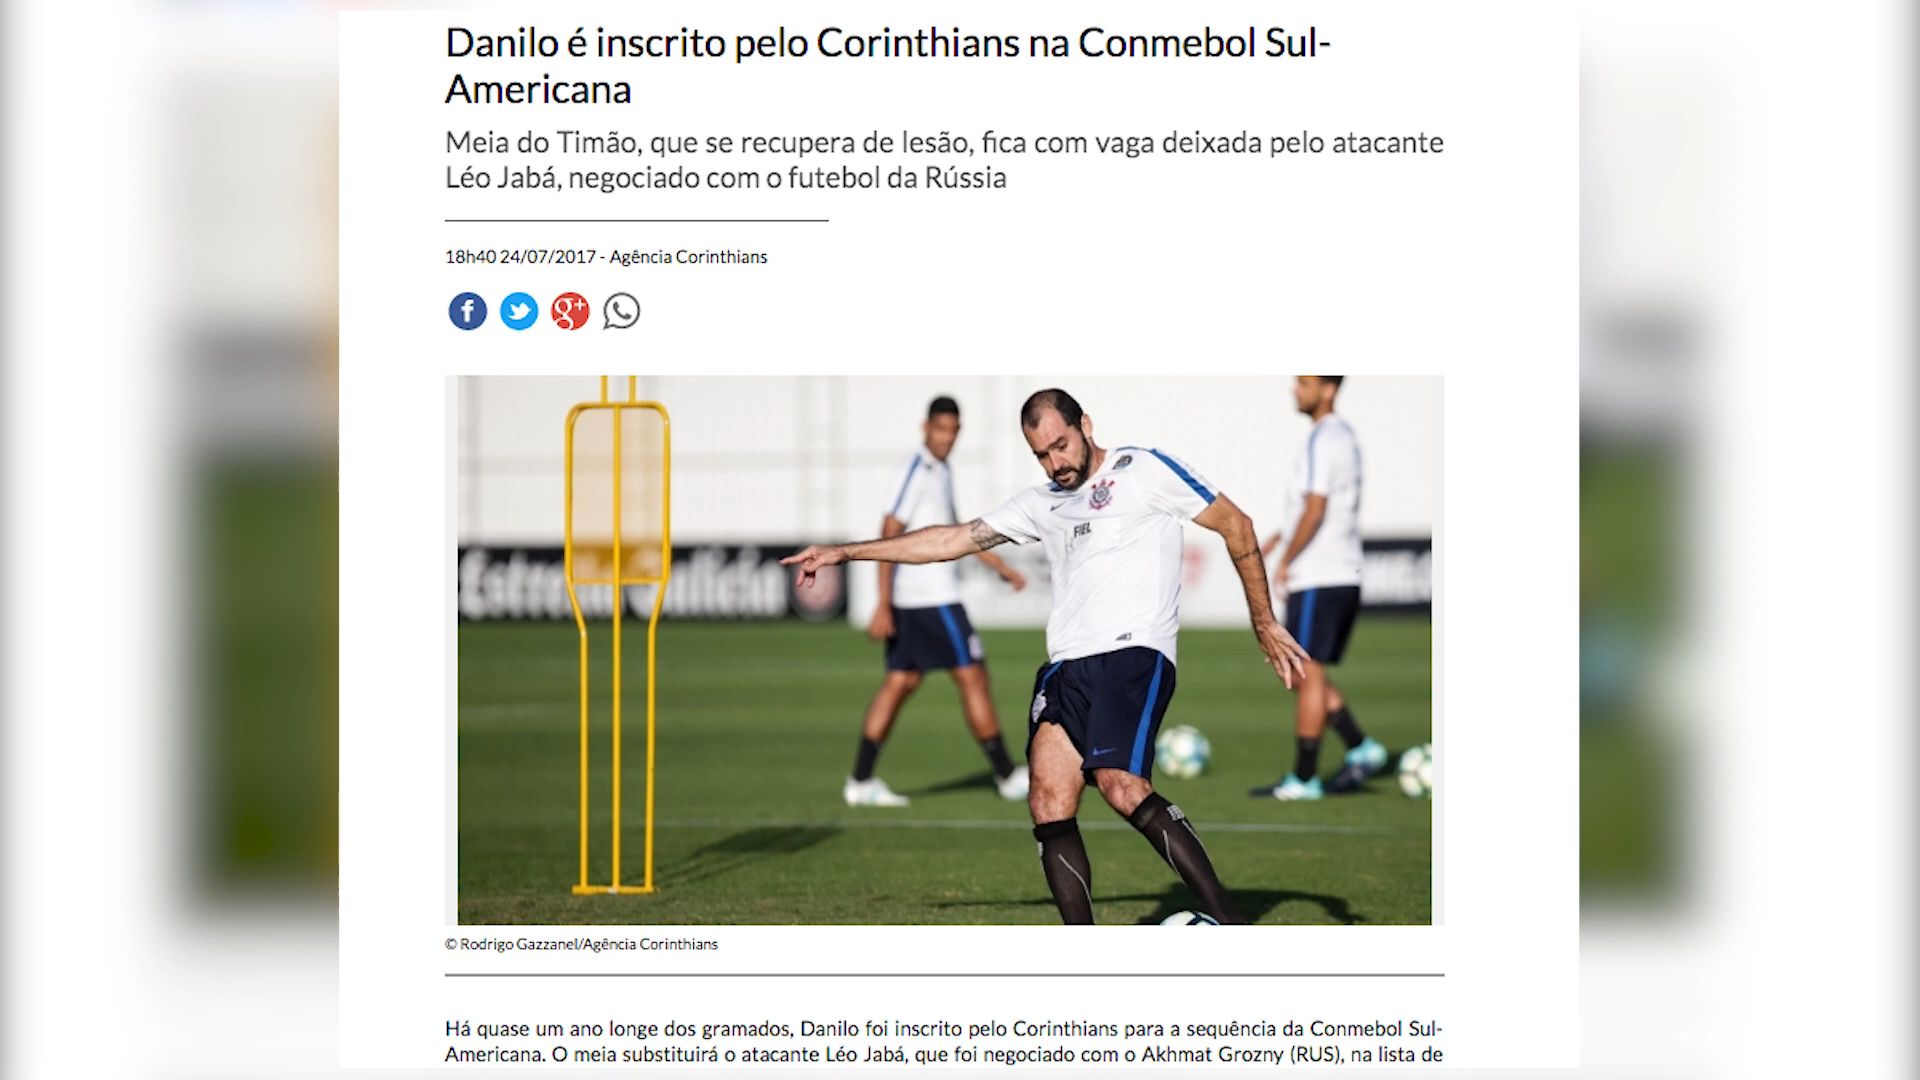 Danilo é inscrito pelo Corinthians na Conmebol Sul-
Americana
Meia do Timão, que se recupera de lesão, fica com vaga deixada pelo atacante
Léo Jabá, negociado com o futebol da Rússia
18h40 24/07/2017 - Agência Corinthians
f g+
Estrella Galicia
FIEL
© Rodrigo Gazzanel/Agência Corinthians
Há quase um ano longe dos gramados, Danilo foi inscrito pelo Corinthians para a sequência da Conmebol Sul-
Americana. O meia substituirá o atacante Léo Jabá, que foi negociado com o Akhmat Grozny (RUS), na lista de